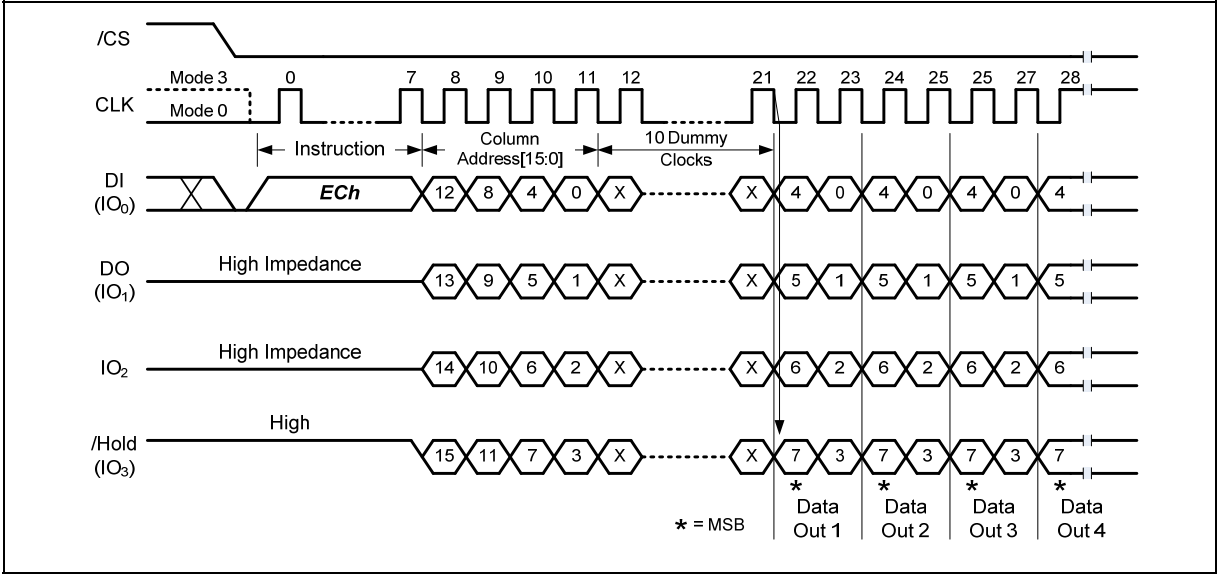 /CS
Mode 3 0 7 8 9 10 11 12 21 22 23 24 25 25 27 28
CLK
Mode 0
Instruction Column 10 Dummy
Address[15:0] Clocks
DI
(IO0) ECh 12 8 4 0 X X 4 0 4 0 4 0 4
High Impedance
DO
(IO1) 13 9 5 1 X X 5 1 5 1 5 1 5
High Impedance
IO2 14 10 6 2 X X 6 2 6 2 6 2 6
High
/Hold
(IO3) 15 11 7 3 X X 7 3 7 3 7 3 7
* * * *
* = MSB Data Data Data Data
Out 1 Out 2 Out 3 Out 4